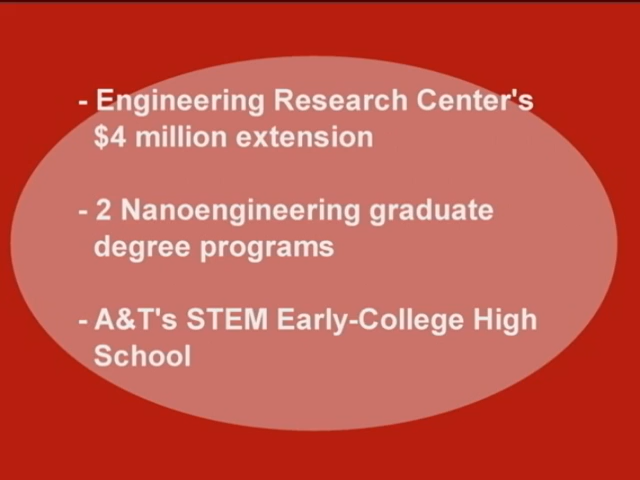 - Engineering Research Center's
$4 million extension
- 2 Nanoengineering graduate
degree programs
- A&T's STEM Early-College High
School